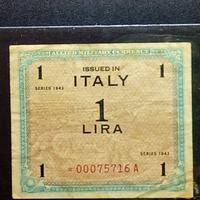 ALLIED MILITARY CURRENCY
1 ISSUED IN 1
ITALY
SERIES 1943 1 SERIES 1943
LIRA
*00075716 A
1 1